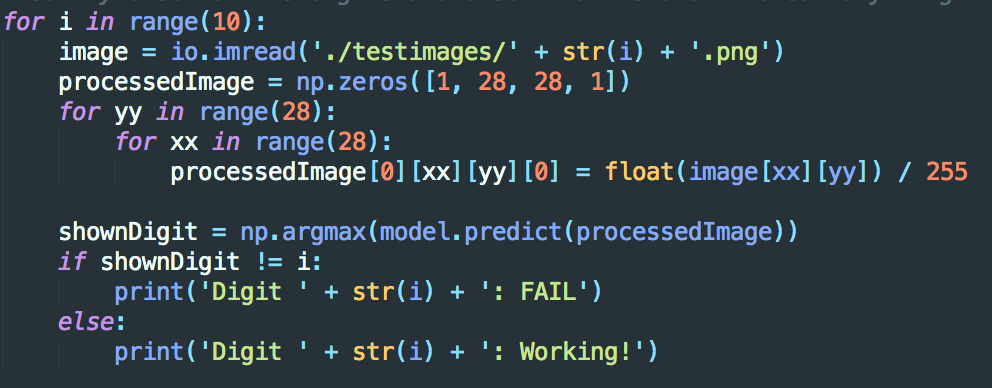 for i in range(10):
    image = io.imread('./testimages/' + str(i) + '.png')
    processedImage = np.zeros([1, 28, 28, 1])
    for yy in range(28):
        for xx in range(28):
            processedImage[0][xx][yy][0] = float(image[xx][yy]) / 255
    shownDigit = np.argmax(model.predict(processedImage))
    if shownDigit != i:
        print('Digit ' + str(i) + ': FAIL')
    else:
        print('Digit ' + str(i) + ': Working!')